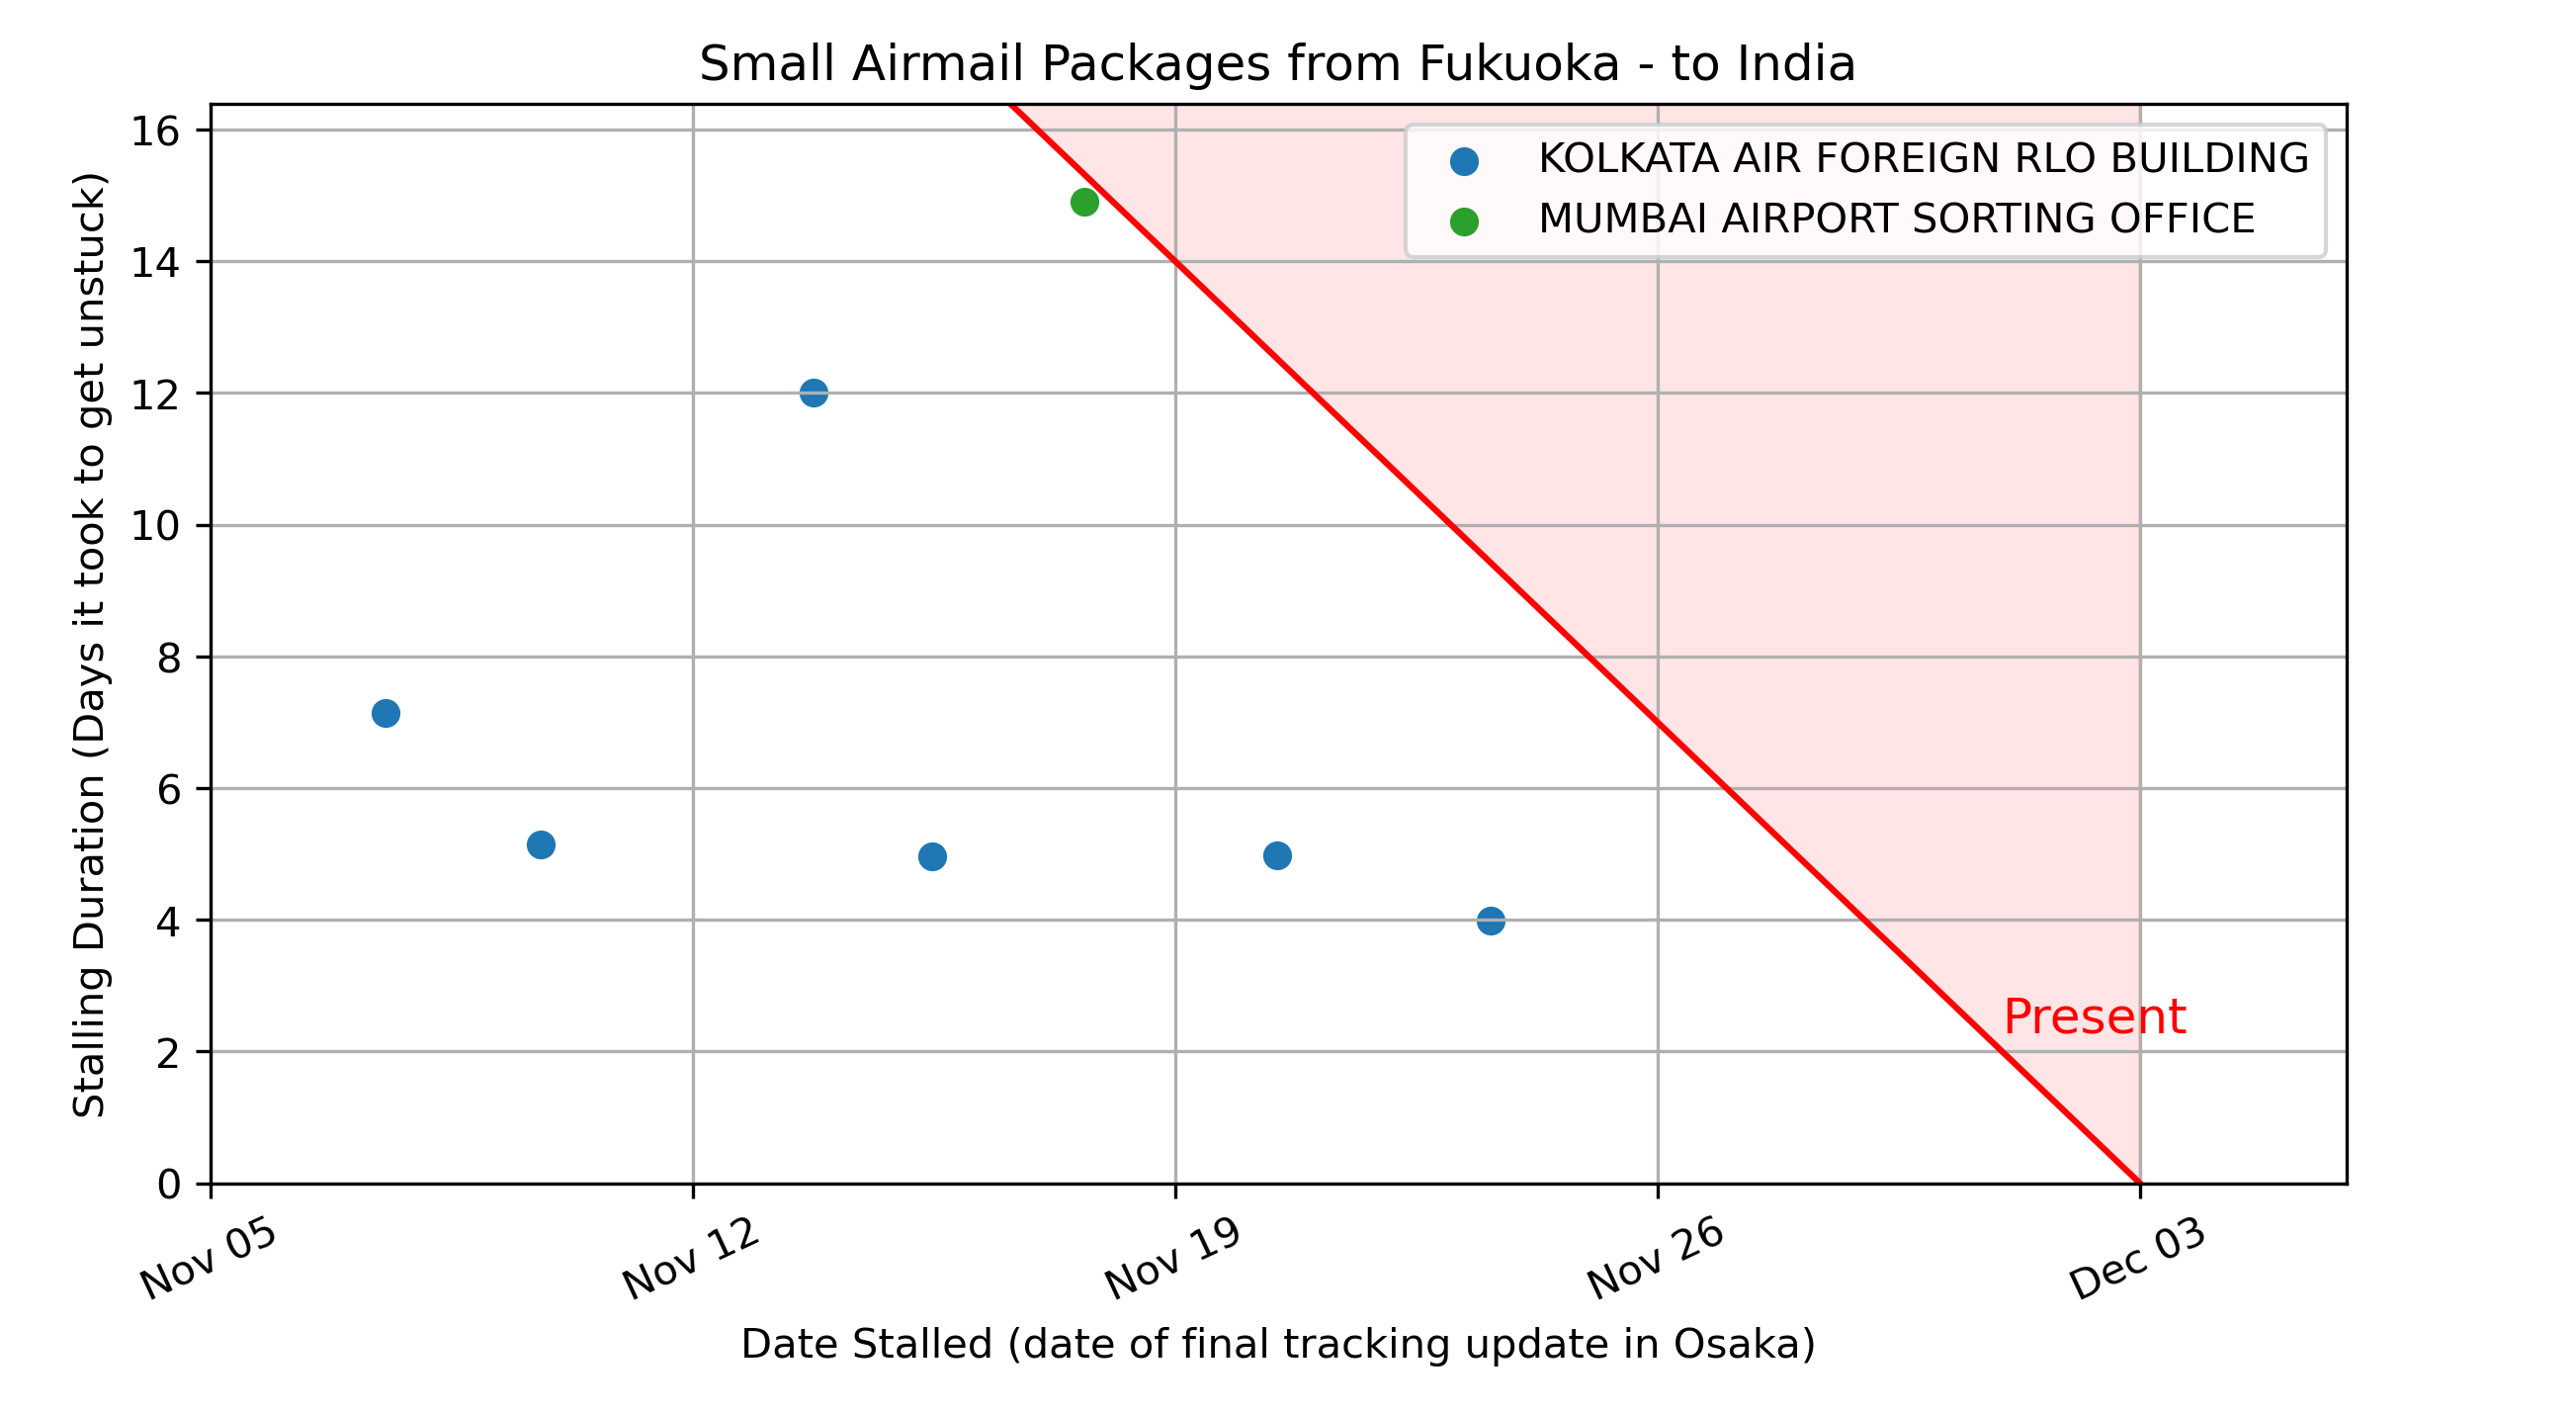 Small Airmail Packages from Fukuoka - to India
Stalling Duration (Days it took to get unstuck)
16
14
12
10
8
6
4
2
0
KOLKATA AIR FOREIGN RLO BUILDING
MUMBAI AIRPORT SORTING OFFICE
Present
Nov 05
Nov 12
Nov 19
Nov 26
Dec 03
Date Stalled (date of final tracking update in Osaka)